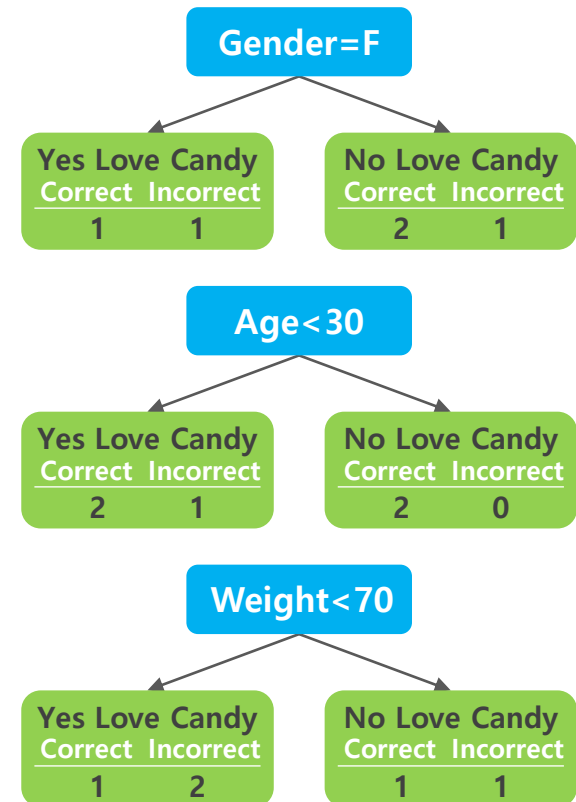 Gender=F
Yes Love Candy
Correct Incorrect
1 1
No Love Candy
Correct Incorrect
2 1
Age<30
Yes Love Candy
Correct Incorrect
2 1
No Love Candy
Correct Incorrect
2 0
Weight<70
Yes Love Candy
Correct Incorrect
1 2
No Love Candy
Correct Incorrect
1 1